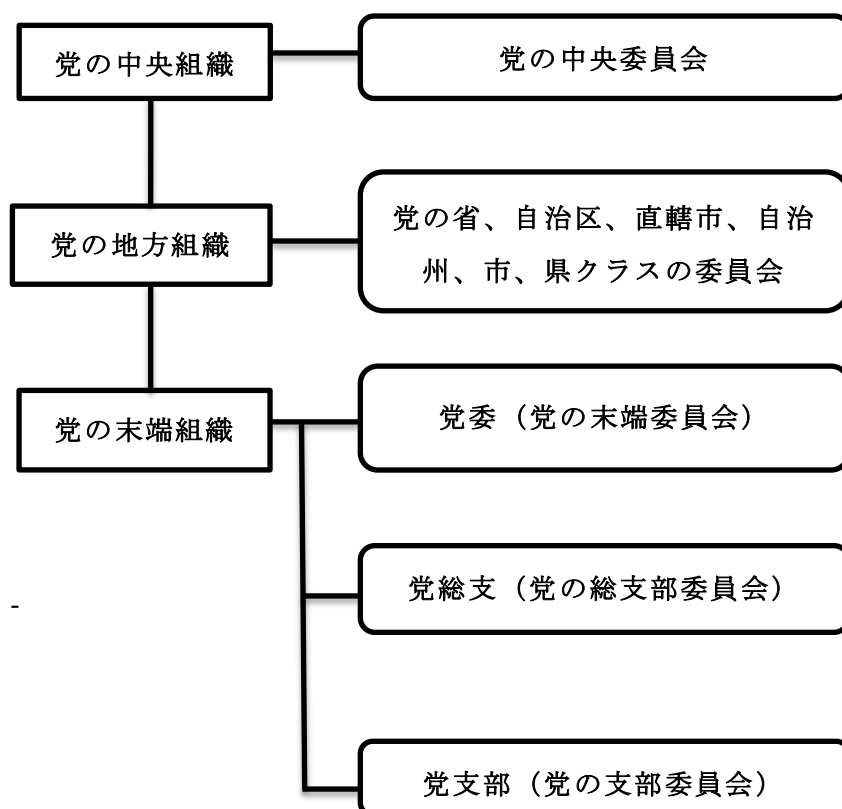 党の中央組織
党の中央委員会
党の地方組織
党の省、自治区、直轄市、自治
州、市、県クラスの委員会
党の末端組織
党委（党の末端委員会）
党総支（党の総支部委員会）
-
党支部（党の支部委員会）